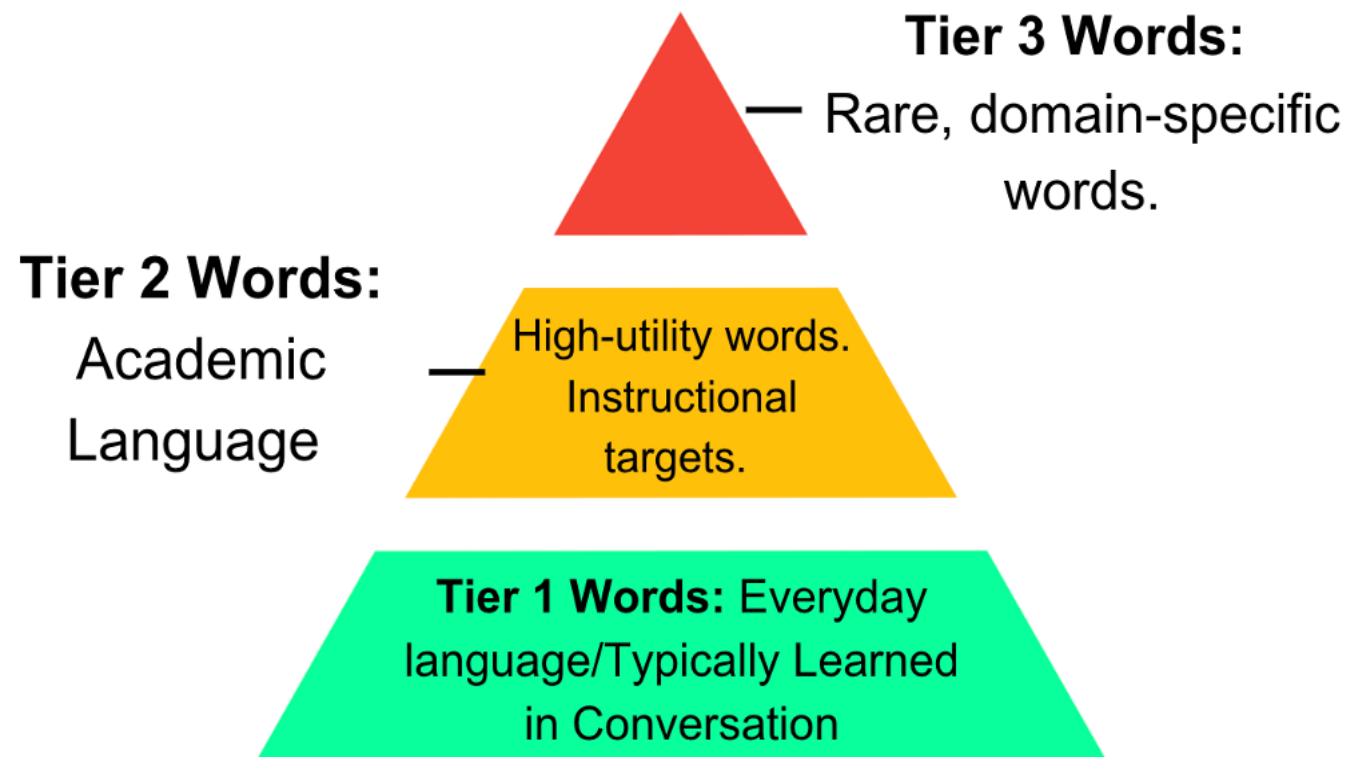 Tier 3 Words:
Rare, domain-specific
words.
Tier 2 Words:
Academic
Language
High-utility words.
Instructional
targets.
Tier 1 Words: Everyday
language/Typically Learned
in Conversation